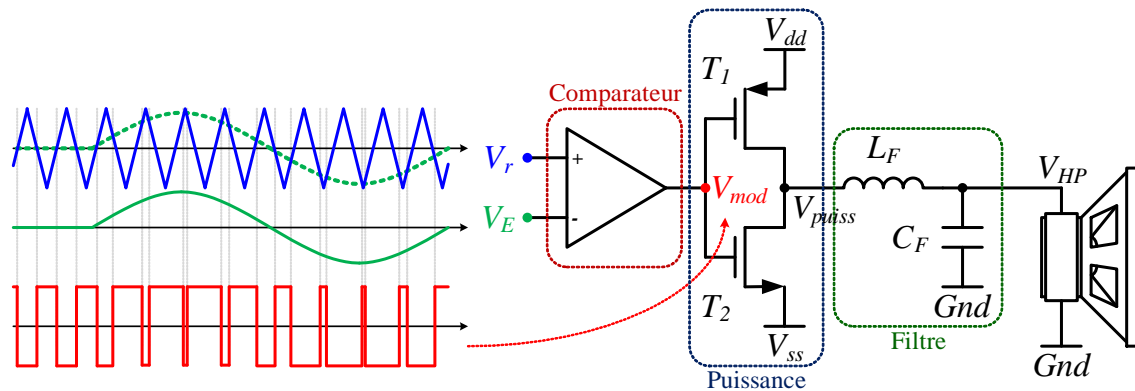 V_dd
T_1
Comparateur
V_r
+
V_mod
V_E
-
T_2
V_ss
Puissance
V_puiss
L_F
C_F
Gnd
Filtre
V_HP
Gnd